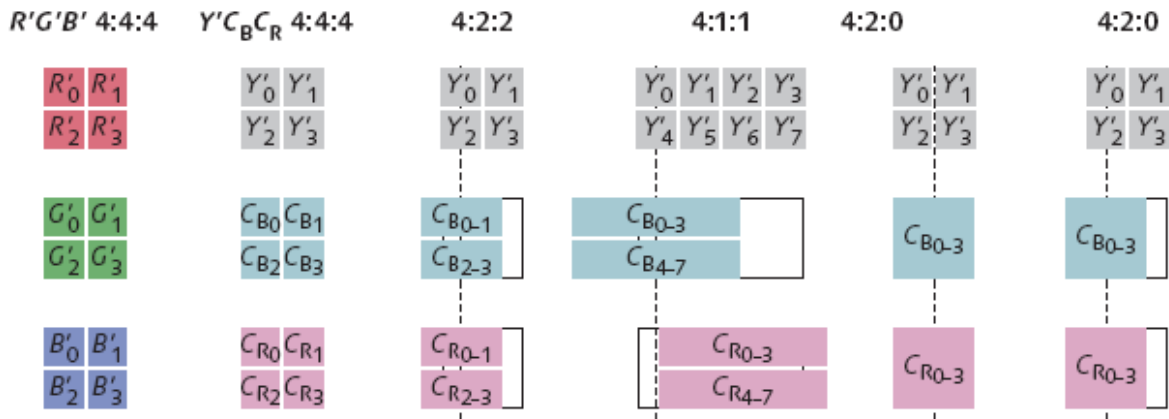 R′G′B′ 4:4:4 Y′CBCR 4:4:4 4:2:2 4:1:1 4:2:0 4:2:0
R′0 R′1 Y′0 Y′1 Y′0 Y′1 Y′0 Y′1 Y′2 Y′3 Y′0 Y′1 Y′0 Y′1
R′2 R′3 Y′2 Y′3 Y′2 Y′3 Y′4 Y′5 Y′6 Y′7 Y′2 Y′3 Y′2 Y′3
G′0 G′1 CB0 CB1 CB0–1 CB0–3
CB0–3 CB0–3
G′2 G′3 CB2 CB3 CB2–3 CB4–7
B′0 B′1 CR0 CR1 CR0–1 CR0–3
CR0–3 CR0–3
B′2 B′3 CR2 CR3 CR2–3 CR4–7